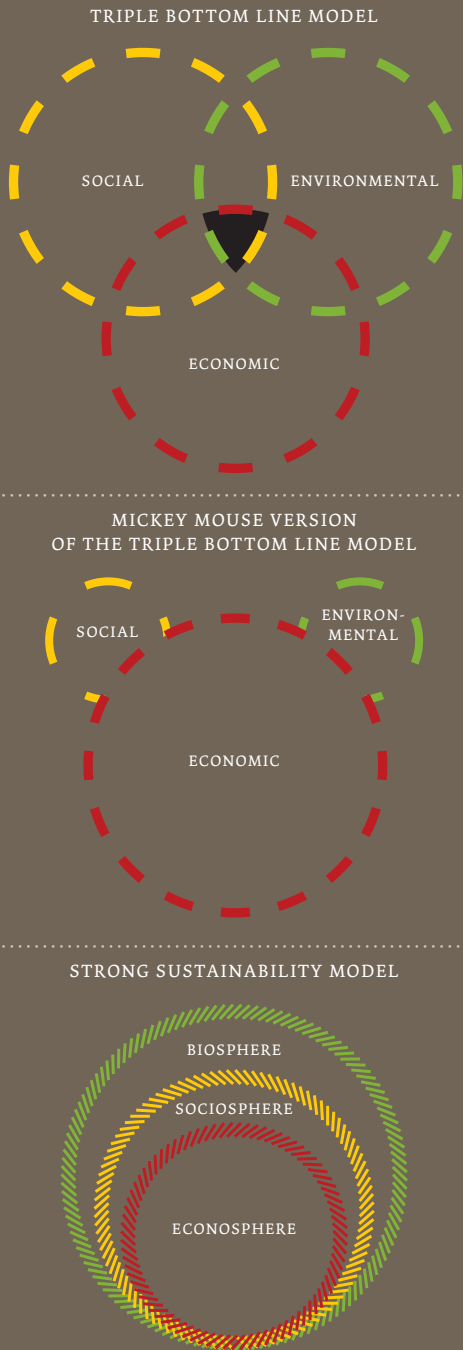 TRIPLE BOTTOM LINE MODEL
SOCIAL
ENVIRONMENTAL
ECONOMIC
MICKEY MOUSE VERSION
OF THE TRIPLE BOTTOM LINE MODEL
SOCIAL
ENVIRON-
MENTAL
ECONOMIC
STRONG SUSTAINABILITY MODEL
BIOSPHERE
SOCIOSPHERE
ECONOSPHERE